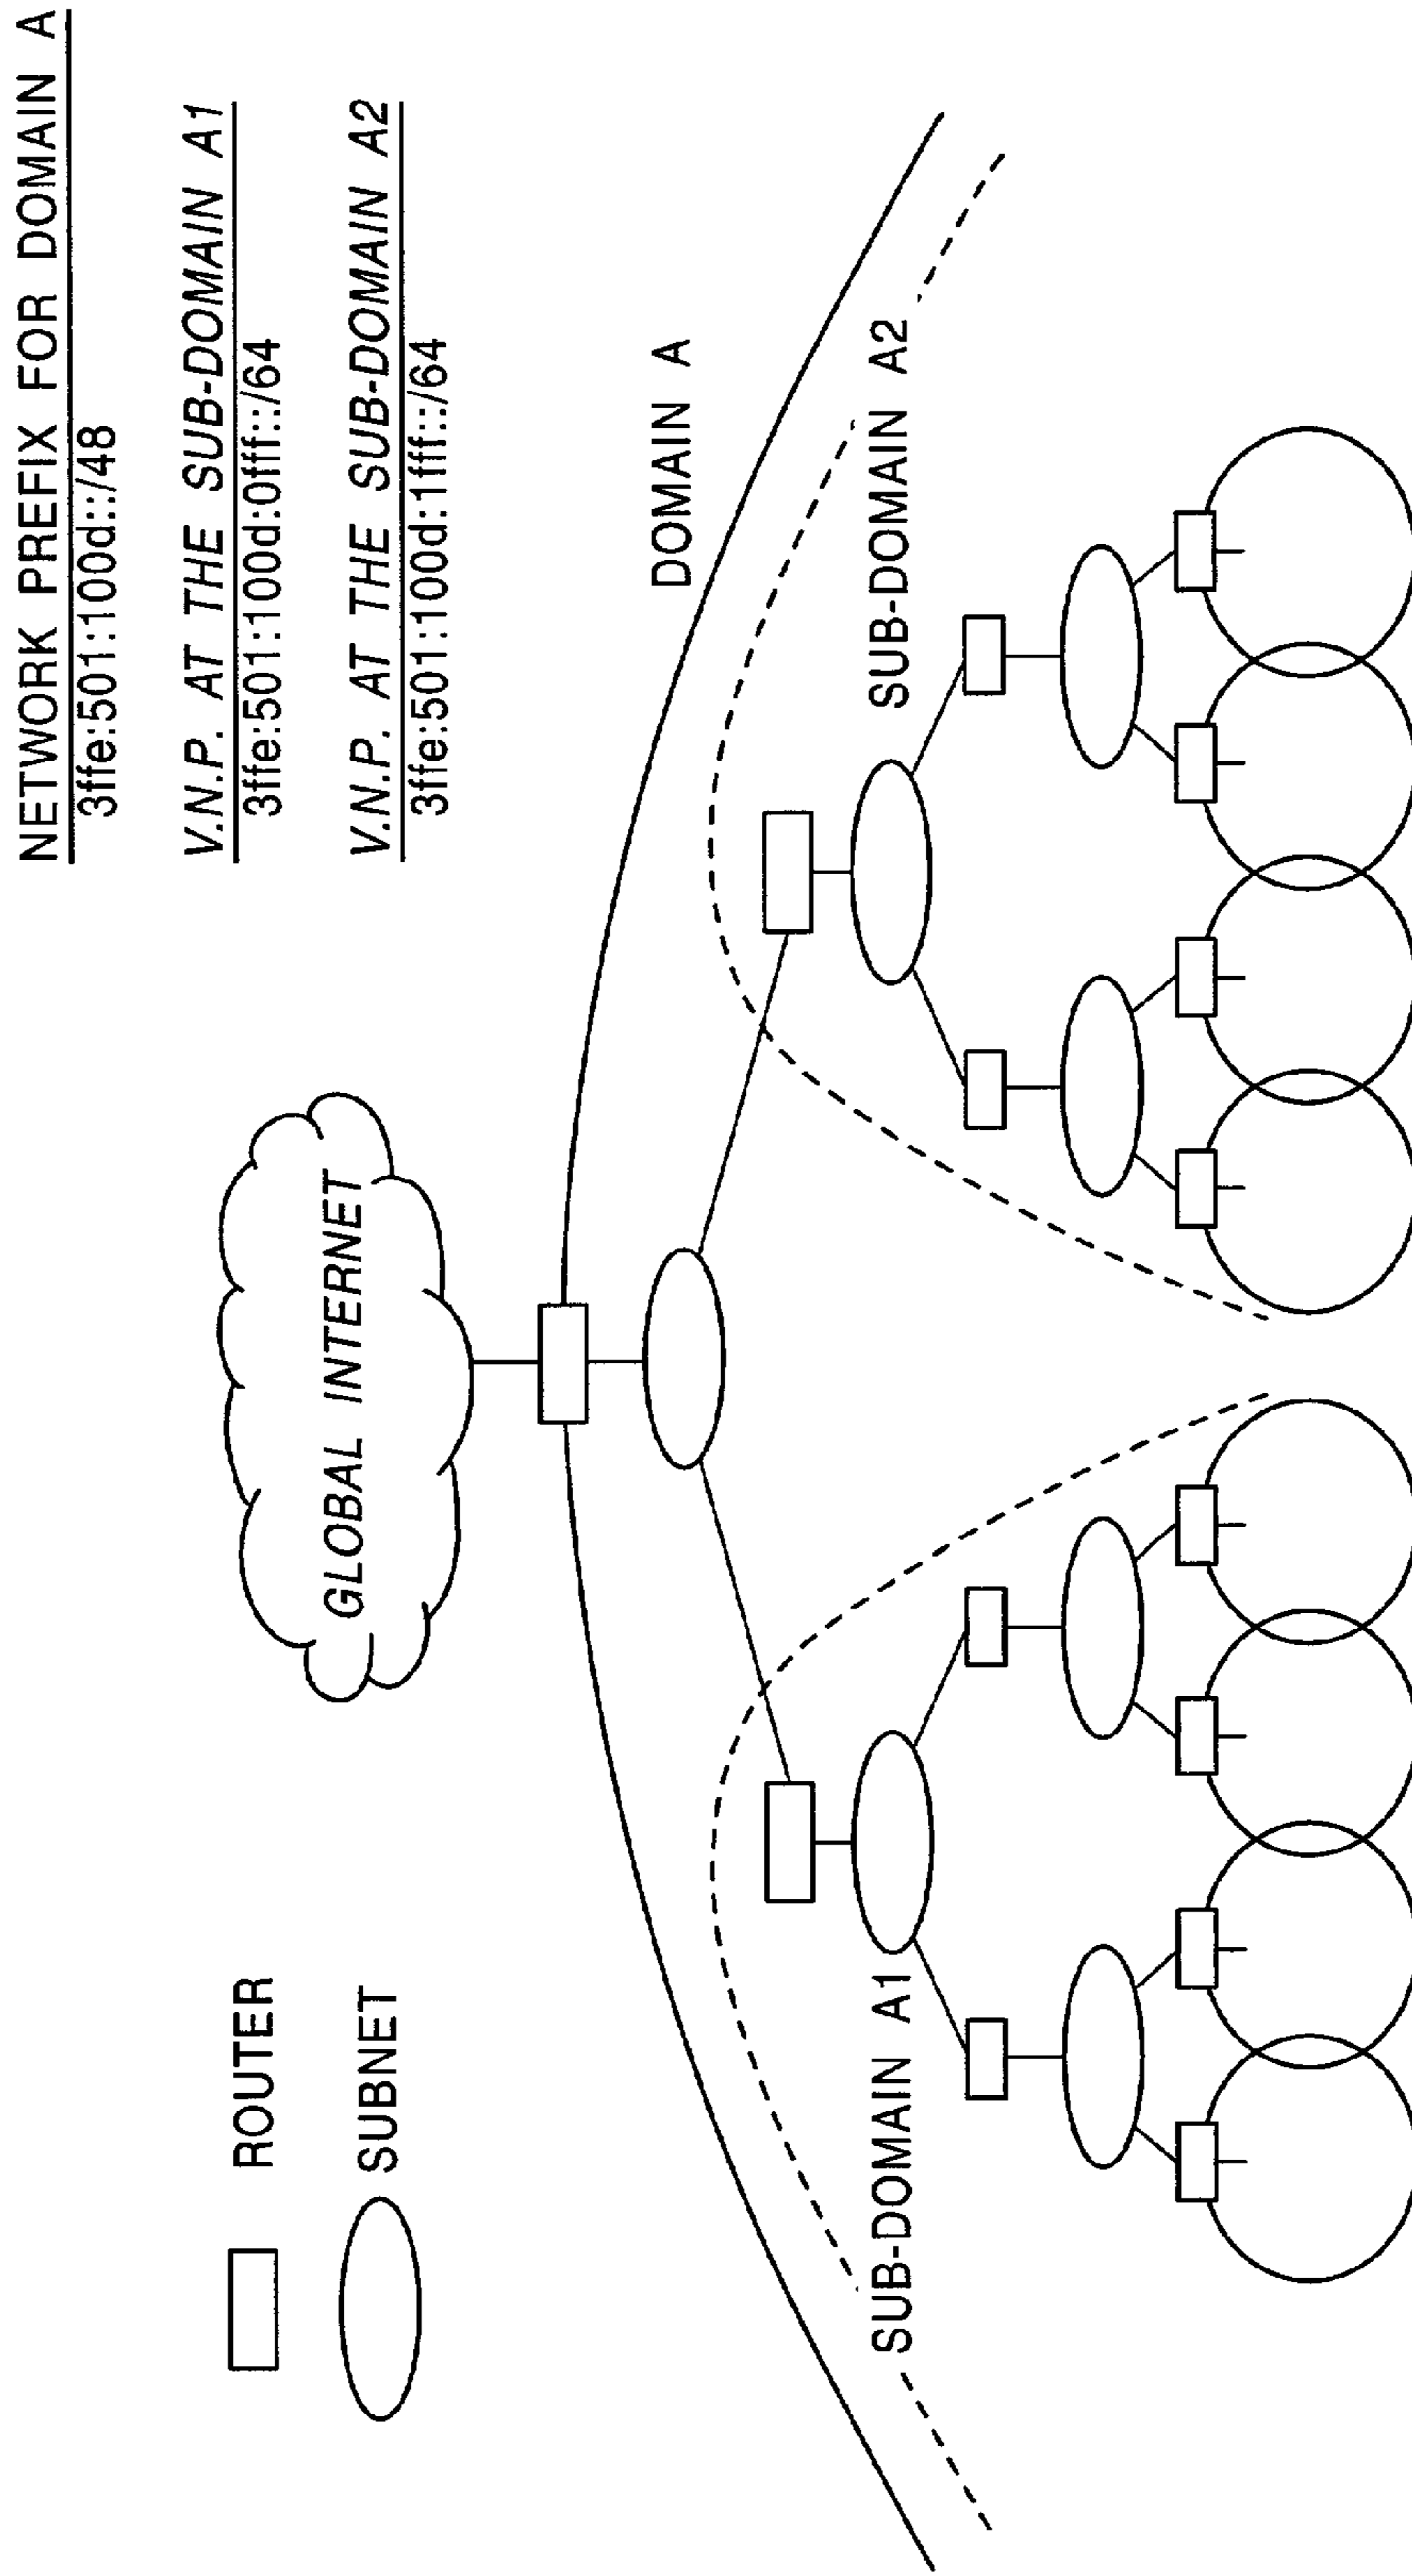 NETWORK PREFIX FOR DOMAIN A
3ffe:501:100d::/48
V.N.P. AT THE SUB-DOMAIN A1
3ffe:501:100d:0fff::/64
V.N.P. AT THE SUB-DOMAIN A2
3ffe:501:100d:1fff::/64
ROUTER
SUBNET
GLOBAL INTERNET
DOMAIN A
SUB-DOMAIN A1
SUB-DOMAIN A2